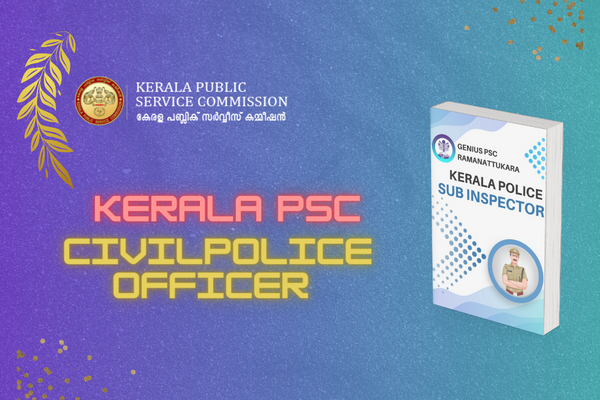 KERALA PUBLIC
SERVICE COMMISSION
കേരള പബ്ലിക് സർവ്വീസ് കമ്മീഷൻ
KERALA PSC
CIVILPOLICE
OFFICER
GENIUS PSC
RAMANATTUKARA
KERALA POLICE
SUB INSPECTOR